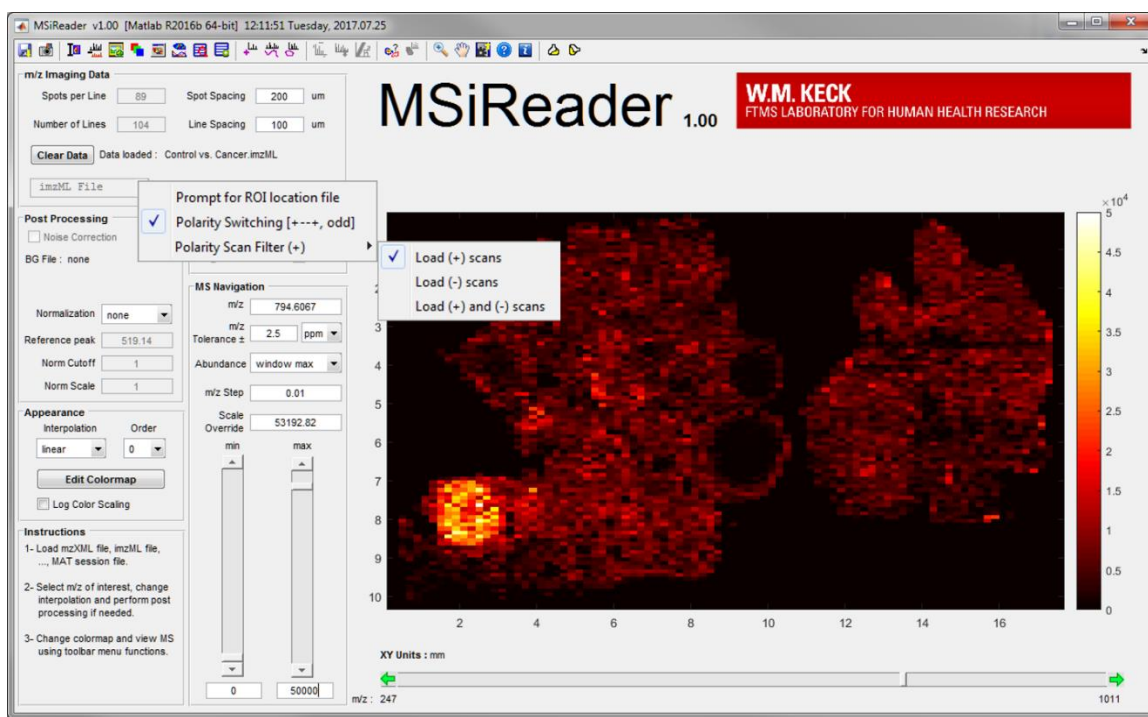 MSiReader v1.00 [Matlab R2016b 64-bit] 12:11:51 Tuesday, 2017.07.25
m/z Imaging Data
Spots per Line 89 Spot Spacing 200 um
Number of Lines 104 Line Spacing 100 um
Clear Data Data loaded : Control vs. Cancer.imzML
imzML File
MSiReader 1.00
W.M. KECK
FTMS LABORATORY FOR HUMAN HEALTH RESEARCH
Prompt for ROI location file
Polarity Switching [+--+, odd]
Polarity Scan Filter (+)
Load (+) scans
Load (-) scans
Load (+) and (-) scans
Post Processing
Noise Correction
BG File : none
Normalization none
Reference peak 519.14
Norm Cutoff 1
Norm Scale 1
Appearance
Interpolation Order
linear 0
Edit Colormap
Log Color Scaling
Instructions
1- Load mzXML file, imzML file,
..., MAT session file.
2- Select m/z of interest, change
interpolation and perform post
processing if needed.
3- Change colormap and view MS
using toolbar menu functions.
MS Navigation
m/z 794.6067
m/z
Tolerance ± 2.5 ppm
Abundance window max
m/z Step 0.01
Scale
Override 53192.82
min max
0 50000
3
4
5
6
7
8
9
10
2 4 6 8 10 12 14 16
×10⁴
5
4.5
4
3.5
3
2.5
2
1.5
1
0.5
0
XY Units : mm
m/z : 247 1011